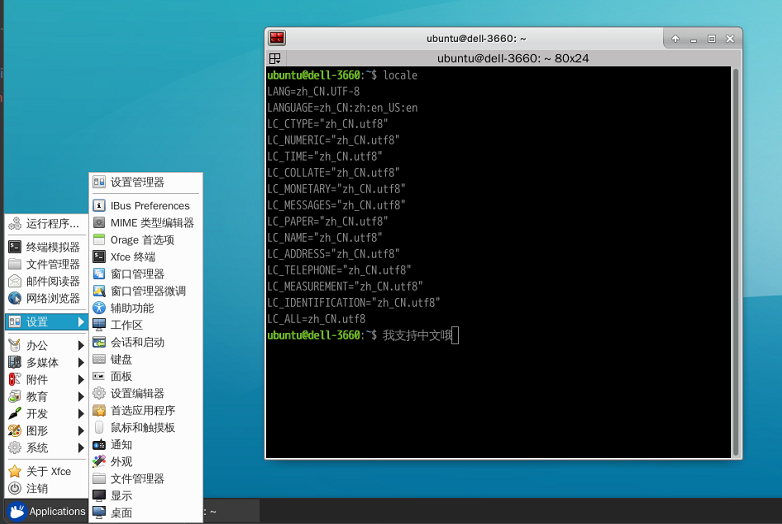 ubuntu@dell-3660: ~
ubuntu@dell-3660: ~ 80x24
ubuntu@dell-3660:~$ locale
LANG=zh_CN.UTF-8
LANGUAGE=zh_CN:zh:en_US:en
LC_CTYPE="zh_CN.utf8"
LC_NUMERIC="zh_CN.utf8"
LC_TIME="zh_CN.utf8"
LC_COLLATE="zh_CN.utf8"
LC_MONETARY="zh_CN.utf8"
LC_MESSAGES="zh_CN.utf8"
LC_PAPER="zh_CN.utf8"
LC_NAME="zh_CN.utf8"
LC_ADDRESS="zh_CN.utf8"
LC_TELEPHONE="zh_CN.utf8"
LC_MEASUREMENT="zh_CN.utf8"
LC_IDENTIFICATION="zh_CN.utf8"
LC_ALL=zh_CN.utf8
ubuntu@dell-3660:~$ 我支持中文哦
运行程序...
终端模拟器
文件管理器
邮件阅读器
网络浏览器
设置
办公
多媒体
附件
教育
开发
图形
系统
关于 Xfce
注销
设置管理器
IBus Preferences
MIME 类型编辑器
Orage 首选项
Xfce 终端
窗口管理器
窗口管理器微调
辅助功能
工作区
会话和启动
键盘
面板
设置编辑器
首选应用程序
鼠标和触摸板
通知
外观
文件管理器
显示
桌面
Applications
: ~